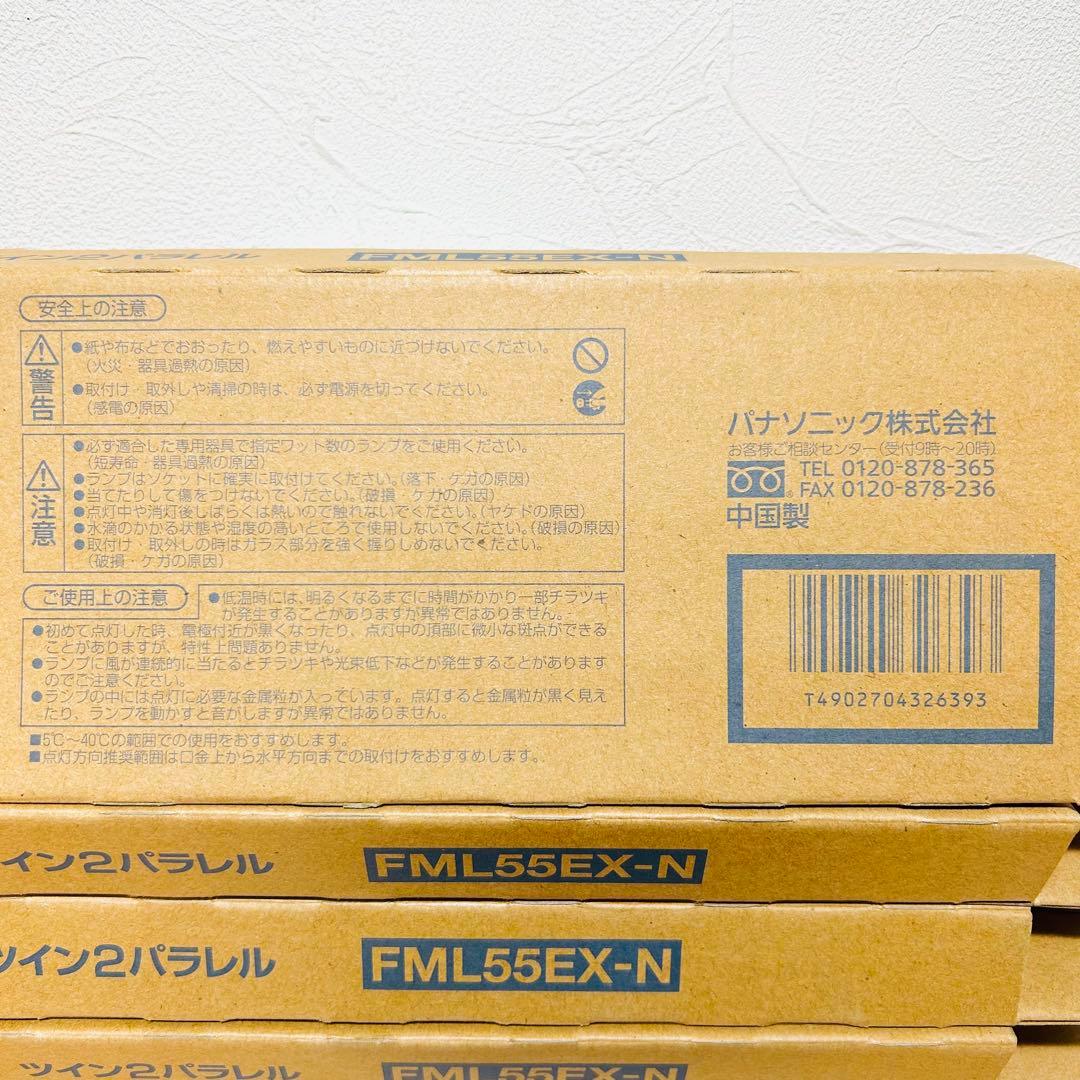 ツイン2パラレル FML55EX-N
安全上の注意
警告
●紙や布などでおおったり、燃えやすいものに近づけないでください。
(火災・器具過熱の原因)
●取付け・取外しや清掃の時は、必ず電源を切ってください。
(感電の原因)
注意
●必ず適合した専用器具で指定ワット数のランプをご使用ください。
(短寿命・器具過熱の原因)
●ランプはソケットに確実に取付けてください。(落下・ケガの原因)
●当てたりして傷をつけないでください。(破損・ケガの原因)
●点灯中や消灯後しばらくは熱いので触れないでください。(ヤケドの原因)
●水滴のかかる状態や湿度の高いところで使用しないでください。(破損の原因)
●取付け・取外しの時はガラス部分を強く握りしめないでください。
(破損・ケガの原因)
ご使用上の注意
●低温時には、明るくなるまでに時間がかかり一部チラツキ
が発生することがありますが異常ではありません。
●初めて点灯した時、電極付近が黒くなったり、点灯中の頂部に微小な斑点ができる
ことがありますが、特性上問題ありません。
●ランプに風が連続的に当たるとチラツキや光束低下などが発生することがあります
のでご注意ください。
●ランプの中には点灯に必要な金属粒が入っています。点灯すると金属粒が黒く見え
たり、ランプを動かすと音がしますが異常ではありません。
■5℃~40℃の範囲での使用をおすすめします。
■点灯方向推奨範囲は口金上から水平方向までの取付けをおすすめします。
パナソニック株式会社
お客様ご相談センター(受付9時~20時)
TEL 0120-878-365
FAX 0120-878-236
中国製
T4902704326393
ツイン2パラレル FML55EX-N
ツイン2パラレル FML55EX-N
ツイン2パラレル FML55EX-N